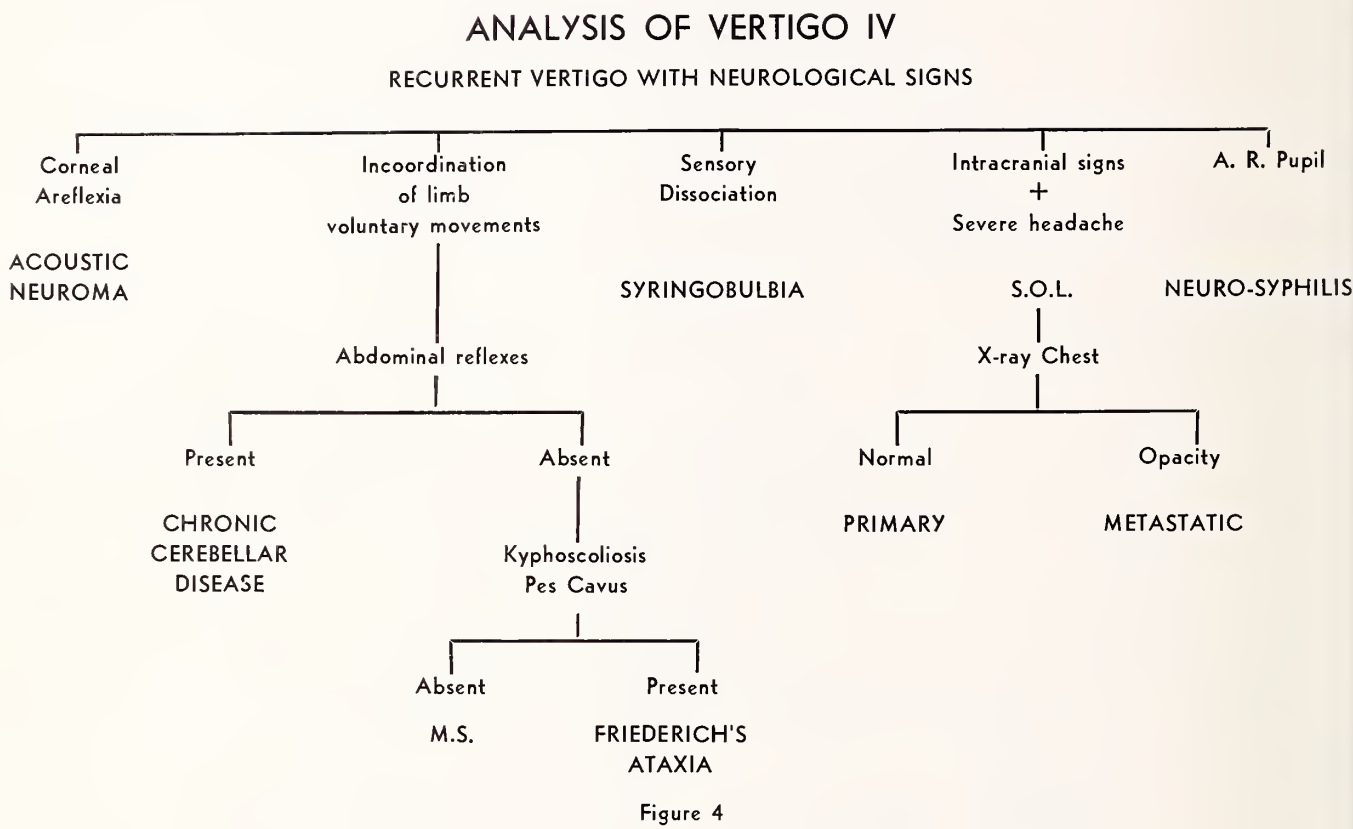 ANALYSIS OF VERTIGO IV
RECURRENT VERTIGO WITH NEUROLOGICAL SIGNS
Corneal
Areflexia
ACOUSTIC
NEUROMA
Incoordination
of limb
voluntary movements
Abdominal reflexes
Present
CHRONIC
CEREBELLAR
DISEASE
Absent
Kyphoscoliosis
Pes Cavus
Absent
M.S.
Present
FRIEDERICH'S
ATAXIA
Sensory
Dissociation
SYRINGOBULBIA
Intracranial signs
+
Severe headache
S.O.L.
X-ray Chest
Normal
PRIMARY
Opacity
METASTATIC
A. R. Pupil
NEURO-SYPHILIS
Figure 4